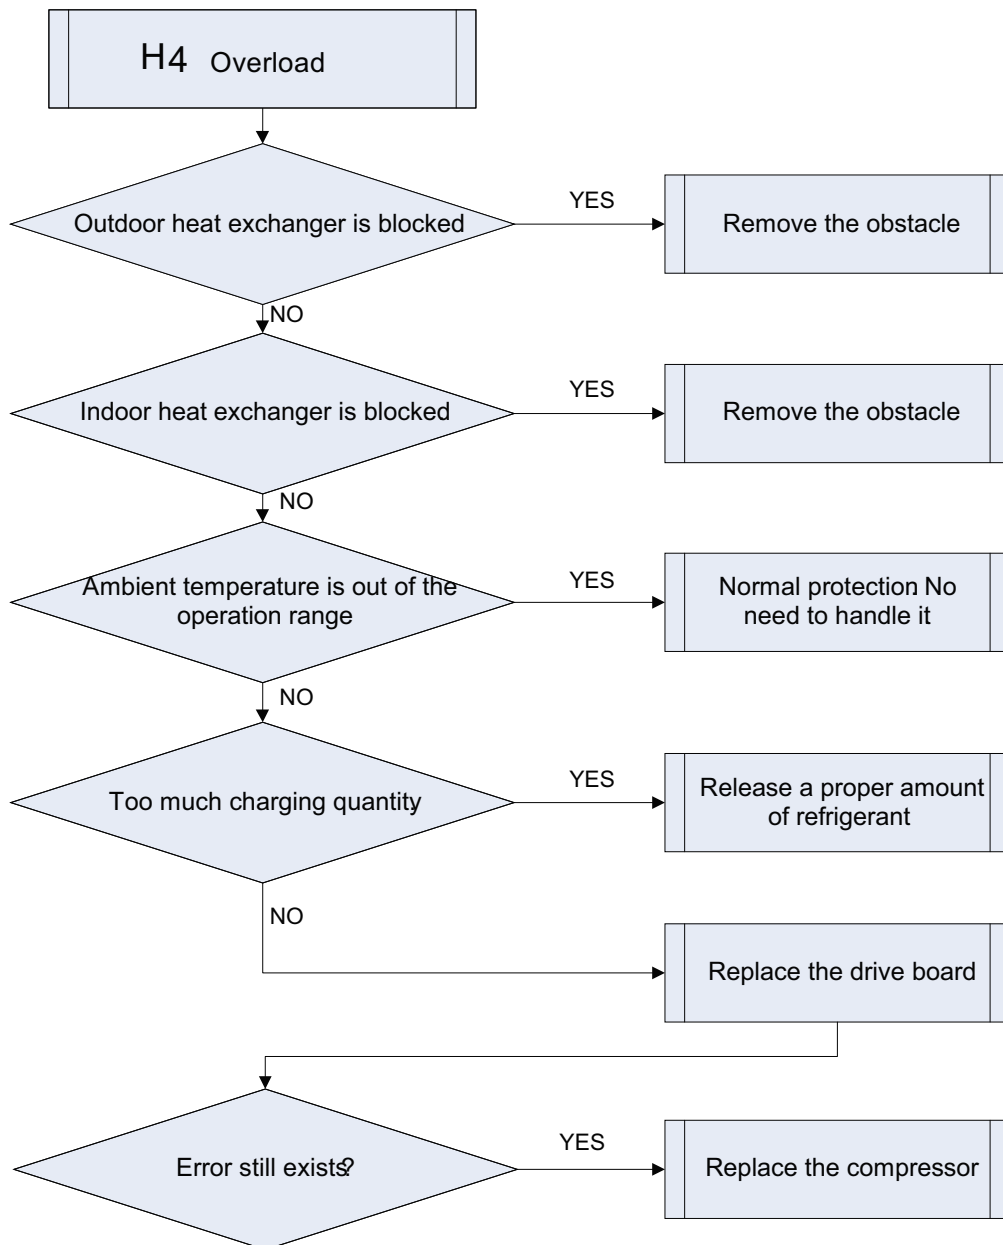 H4 Overload
Outdoor heat exchanger is blocked
YES
Remove the obstacle
NO
Indoor heat exchanger is blocked
YES
Remove the obstacle
NO
Ambient temperature is out of the
operation range
YES
Normal protection. No
need to handle it
NO
Too much charging quantity
YES
Release a proper amount
of refrigerant
NO
Replace the drive board
Error still exists?
YES
Replace the compressor